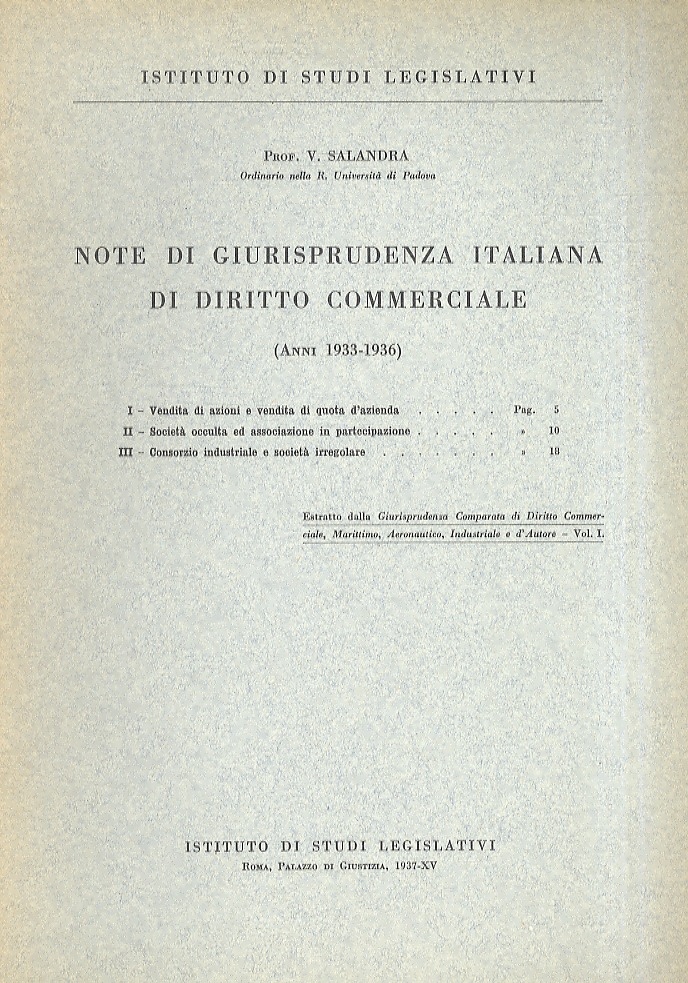 ISTITUTO DI STUDI LEGISLATIVI
PROF. V. SALANDRA
Ordinario nella R. Università di Padova
NOTE DI GIURISPRUDENZA ITALIANA
DI DIRITTO COMMERCIALE
(ANNI 1933-1936)
I - Vendita di azioni e vendita di quota d'azienda . . . . . Pag. 5
II - Società occulta ed associazione in partecipazione . . . . . » 10
III - Consorzio industriale e società irregolare . . . . . . . » 18
Estratto dalla Giurisprudenza Comparata di Diritto Commer-
ciale, Marittimo, Aeronautico, Industriale e d'Autore - Vol. I.
ISTITUTO DI STUDI LEGISLATIVI
ROMA, PALAZZO DI GIUSTIZIA, 1937-XV